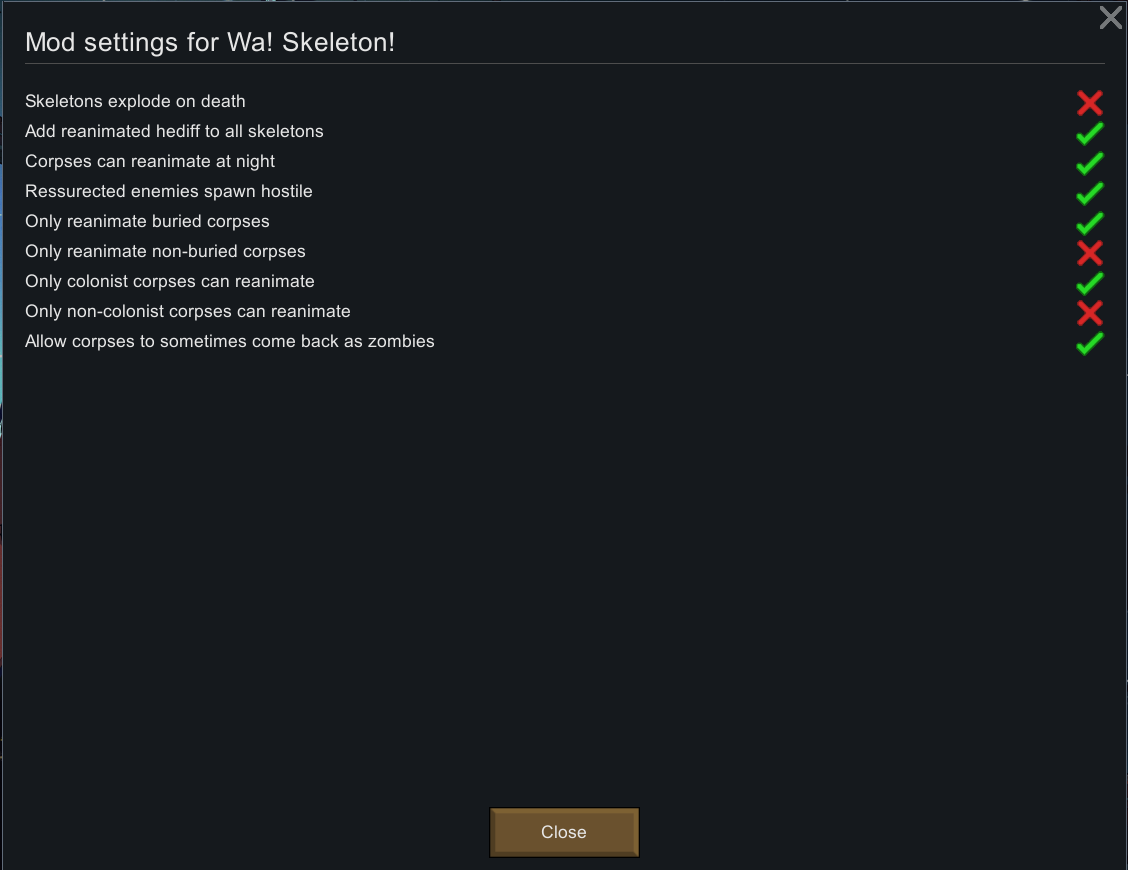 Mod settings for Wa! Skeleton!
Skeletons explode on death
Add reanimated hediff to all skeletons
Corpses can reanimate at night
Ressurected enemies spawn hostile
Only reanimate buried corpses
Only reanimate non-buried corpses
Only colonist corpses can reanimate
Only non-colonist corpses can reanimate
Allow corpses to sometimes come back as zombies
Close